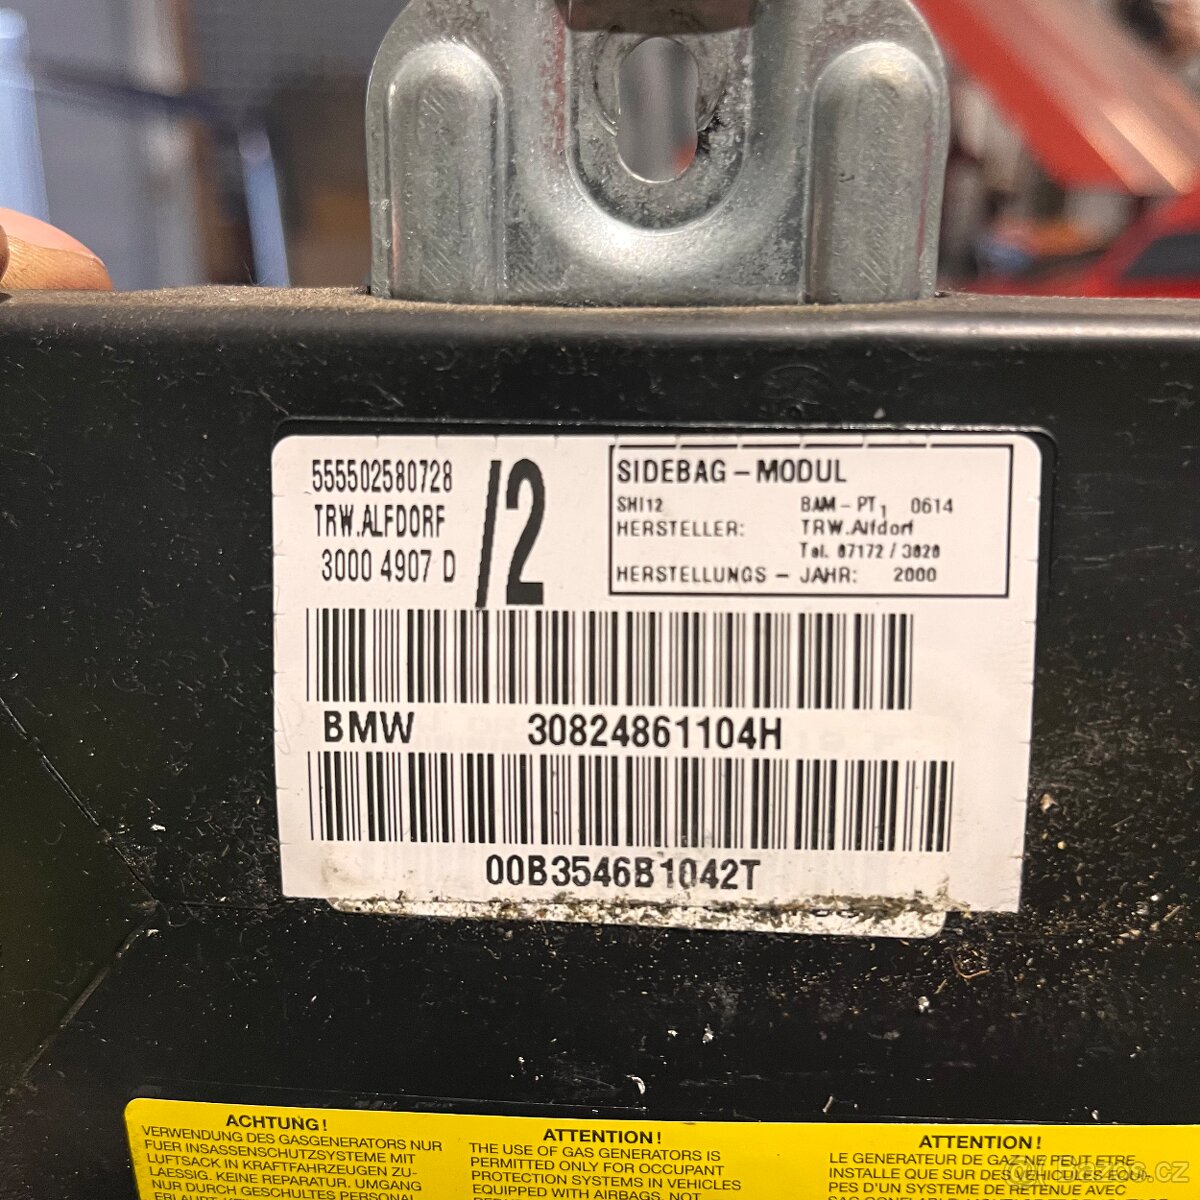 555502580728
TRW.ALFDORF
3000 4907 D
/2
SIDEBAG - MODUL
SHI12 BAM - PT1 0614
HERSTELLER: TRW.Alfdorf
Tel. 07172 / 3020
HERSTELLUNGS - JAHR: 2000
BMW 30824861104H
00B3546B1042T
ACHTUNG!
VERWENDUNG DES GASGENERATORS NUR
FUER INSASSENSCHUTZSYSTEME MIT
LUFTSACK IN KRAFTFAHRZEUGEN ZU-
LAESSIG. KEINE REPARATUR. UMGANG
NUR DURCH GESCHULTES PERSONAL
ATTENTION!
THE USE OF GAS GENERATORS IS
PERMITTED ONLY FOR OCCUPANT
PROTECTION SYSTEMS IN VEHICLES
EQUIPPED WITH AIRBAGS. NOT
ATTENTION!
LE GENERATEUR DE GAZ NE PEUT ETRE
INSTALLE QUE SUR DES VEHICULES EQUI-
PES D'UN SYSTEME DE RETENUE AVEC
bazos.cz